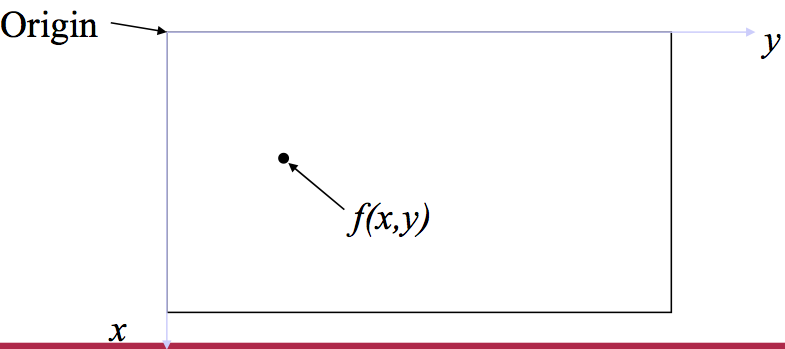 Origin
y
f(x,y)
x